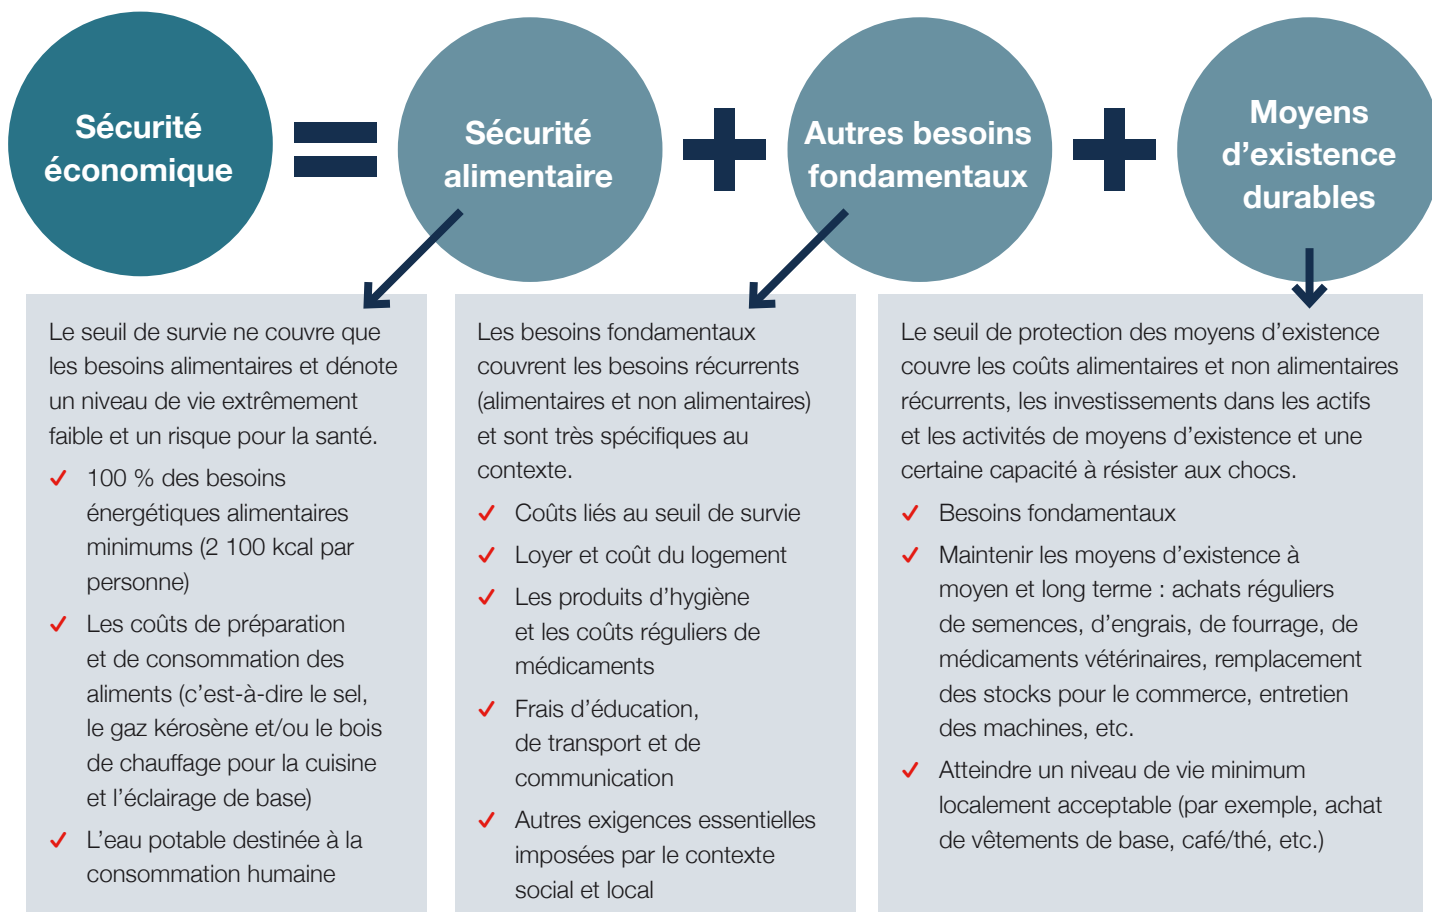 Sécurité
économique
=
Sécurité
alimentaire
+
Autres besoins
fondamentaux
+
Moyens
d’existence
durables
Le seuil de survie ne couvre que
les besoins alimentaires et dénote
un niveau de vie extrêmement
faible et un risque pour la santé.
✓ 100 % des besoins
énergétiques alimentaires
minimums (2 100 kcal par
personne)
✓ Les coûts de préparation
et de consommation des
aliments (c’est-à-dire le sel,
le gaz kérosène et/ou le bois
de chauffage pour la cuisine
et l’éclairage de base)
✓ L’eau potable destinée à la
consommation humaine
Les besoins fondamentaux
couvrent les besoins récurrents
(alimentaires et non alimentaires)
et sont très spécifiques au
contexte.
✓ Coûts liés au seuil de survie
✓ Loyer et coût du logement
✓ Les produits d’hygiène
et les coûts réguliers de
médicaments
✓ Frais d’éducation,
de transport et de
communication
✓ Autres exigences essentielles
imposées par le contexte
social et local
Le seuil de protection des moyens d’existence
couvre les coûts alimentaires et non alimentaires
récurrents, les investissements dans les actifs
et les activités de moyens d’existence et une
certaine capacité à résister aux chocs.
✓ Besoins fondamentaux
✓ Maintenir les moyens d’existence à
moyen et long terme : achats réguliers
de semences, d’engrais, de fourrage, de
médicaments vétérinaires, remplacement
des stocks pour le commerce, entretien
des machines, etc.
✓ Atteindre un niveau de vie minimum
localement acceptable (par exemple, achat
de vêtements de base, café/thé, etc.)